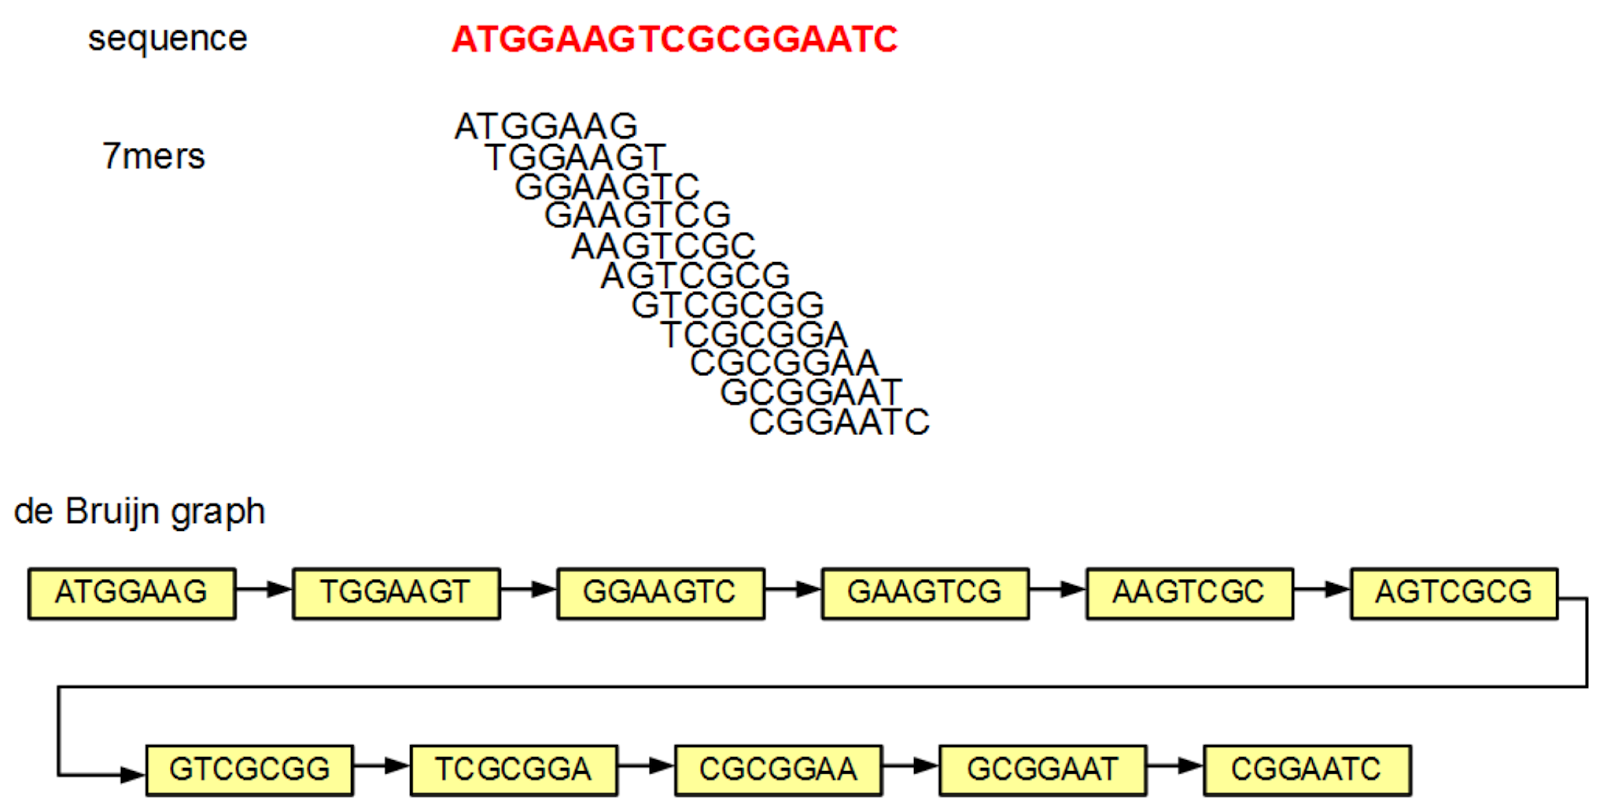 sequence ATGGAAGTCGCGGAATC
7mers
ATGGAAG
TGGAAGT
GGAAGTC
GAAGTCG
AAGTCGC
AGTCGCG
GTCGCGG
TCGCGGA
CGCGGAA
GCGGAAT
CGGAATC
de Bruijn graph
ATGGAAG TGGAAGT GGAAGTC GAAGTCG AAGTCGC AGTCGCG
GTCGCGG TCGCGGA CGCGGAA GCGGAAT CGGAATC